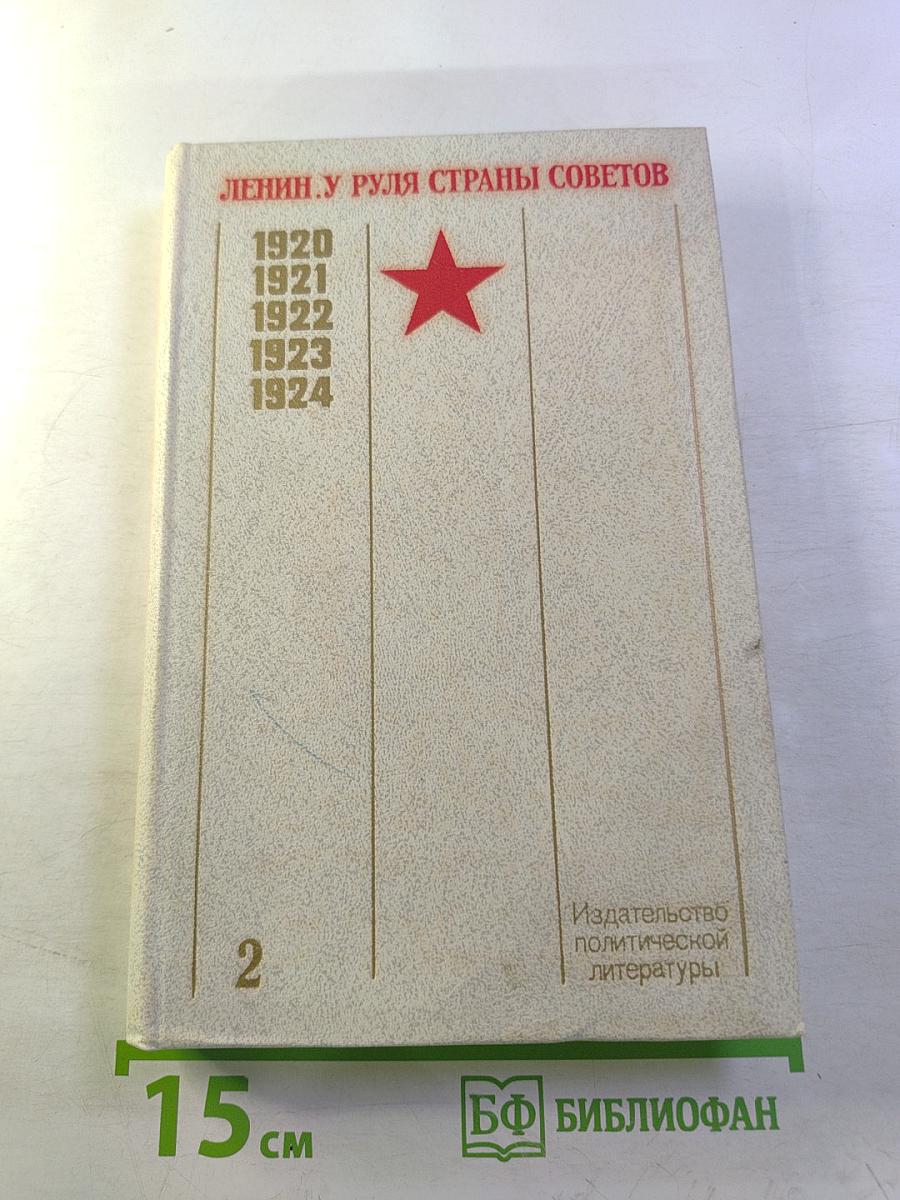 ЛЕНИН.У РУЛЯ СТРАНЫ СОВЕТОВ
1920
1921
1922
1923
1924
2
Издательство
политической
литературы
15 см
БФ БИБЛИОФАН